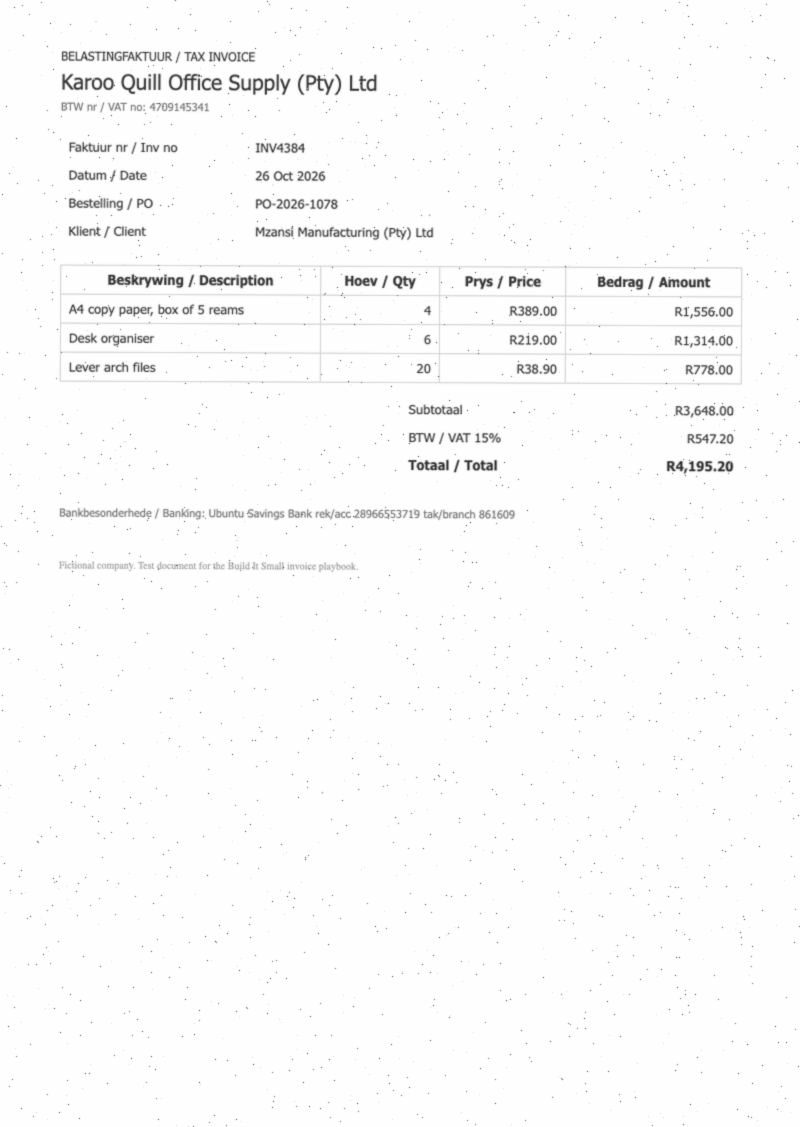 BELASTINGFAKTUUR / TAX INVOICE
Karoo Quill Office Supply (Pty) Ltd
BTW nr / VAT no: 4709145341
Faktuur nr / Inv no INV4384
Datum / Date 26 Oct 2026
Bestelling / PO PO-2026-1078
Klient / Client Mzansi Manufacturing (Pty) Ltd
Beskrywing / Description Hoev / Qty Prys / Price Bedrag / Amount
A4 copy paper, box of 5 reams 4 R389.00 R1,556.00
Desk organiser 6 R219.00 R1,314.00
Lever arch files 20 R38.90 R778.00
Subtotaal R3,648.00
BTW / VAT 15% R547.20
Totaal / Total R4,195.20
Bankbesonderhede / Banking: Ubuntu Savings Bank rek/acc 28966553719 tak/branch 861609
Fictional company. Test document for the Build It Small invoice playbook.